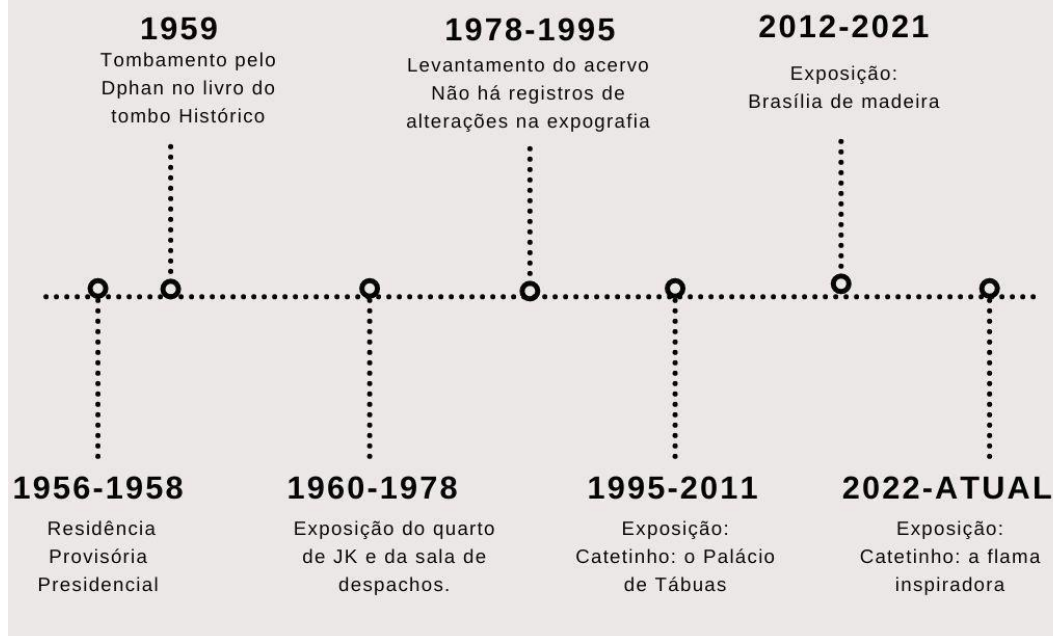 1959
Tombamento pelo
Dphan no livro do
tombo Histórico
1978-1995
Levantamento do acervo
Não há registros de
alterações na expografia
2012-2021
Exposição:
Brasília de madeira
1956-1958
Residência
Provisória
Presidencial
1960-1978
Exposição do quarto
de JK e da sala de
despachos.
1995-2011
Exposição:
Catetinho: o Palácio
de Tábuas
2022-ATUAL
Exposição:
Catetinho: a flama
inspiradora